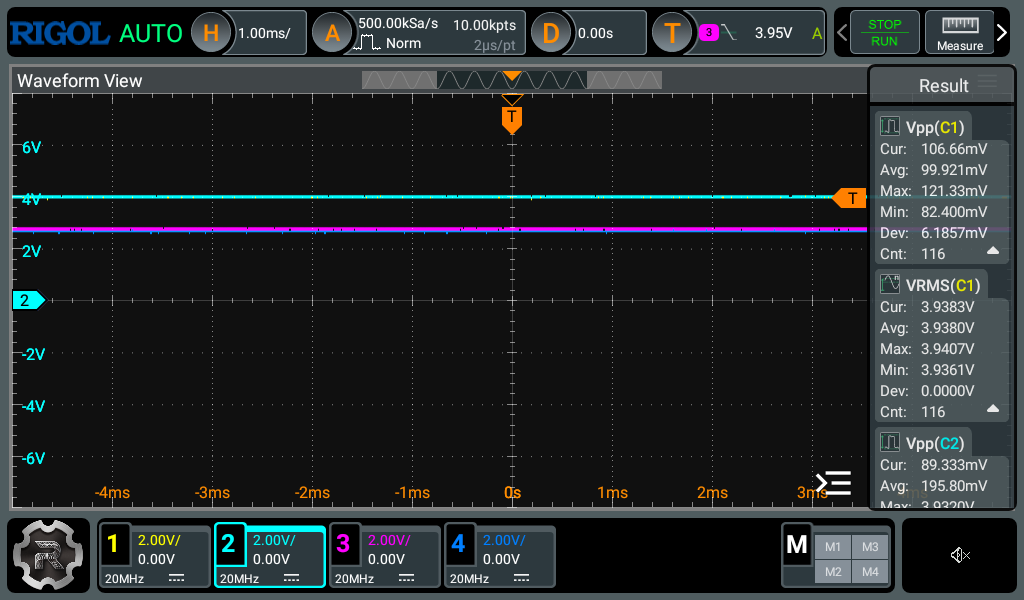 RIGOL AUTO H 1.00ms/ A 500.00kSa/s 10.00kpts D 0.00s T 3 3.95V A STOP
Norm 2μs/pt RUN Measure
Waveform View
Result
T
6V
4V
T
2V
2
-2V
-4V
-6V
-4ms -3ms -2ms -1ms 0s 1ms 2ms 3ms
Vpp(C1)
Cur: 106.66mV
Avg: 99.921mV
Max: 121.33mV
Min: 82.400mV
Dev: 6.1857mV
Cnt: 116
VRMS(C1)
Cur: 3.9383V
Avg: 3.9380V
Max: 3.9407V
Min: 3.9361V
Dev: 0.0000V
Cnt: 116
Vpp(C2)
Cur: 89.333mV
Avg: 195.80mV
Max: 3.9320V
1 2.00V/ 2 2.00V/ 3 2.00V/ 4 2.00V/
0.00V 0.00V 0.00V 0.00V
20MHz 20MHz 20MHz 20MHz
M M1 M3
M2 M4